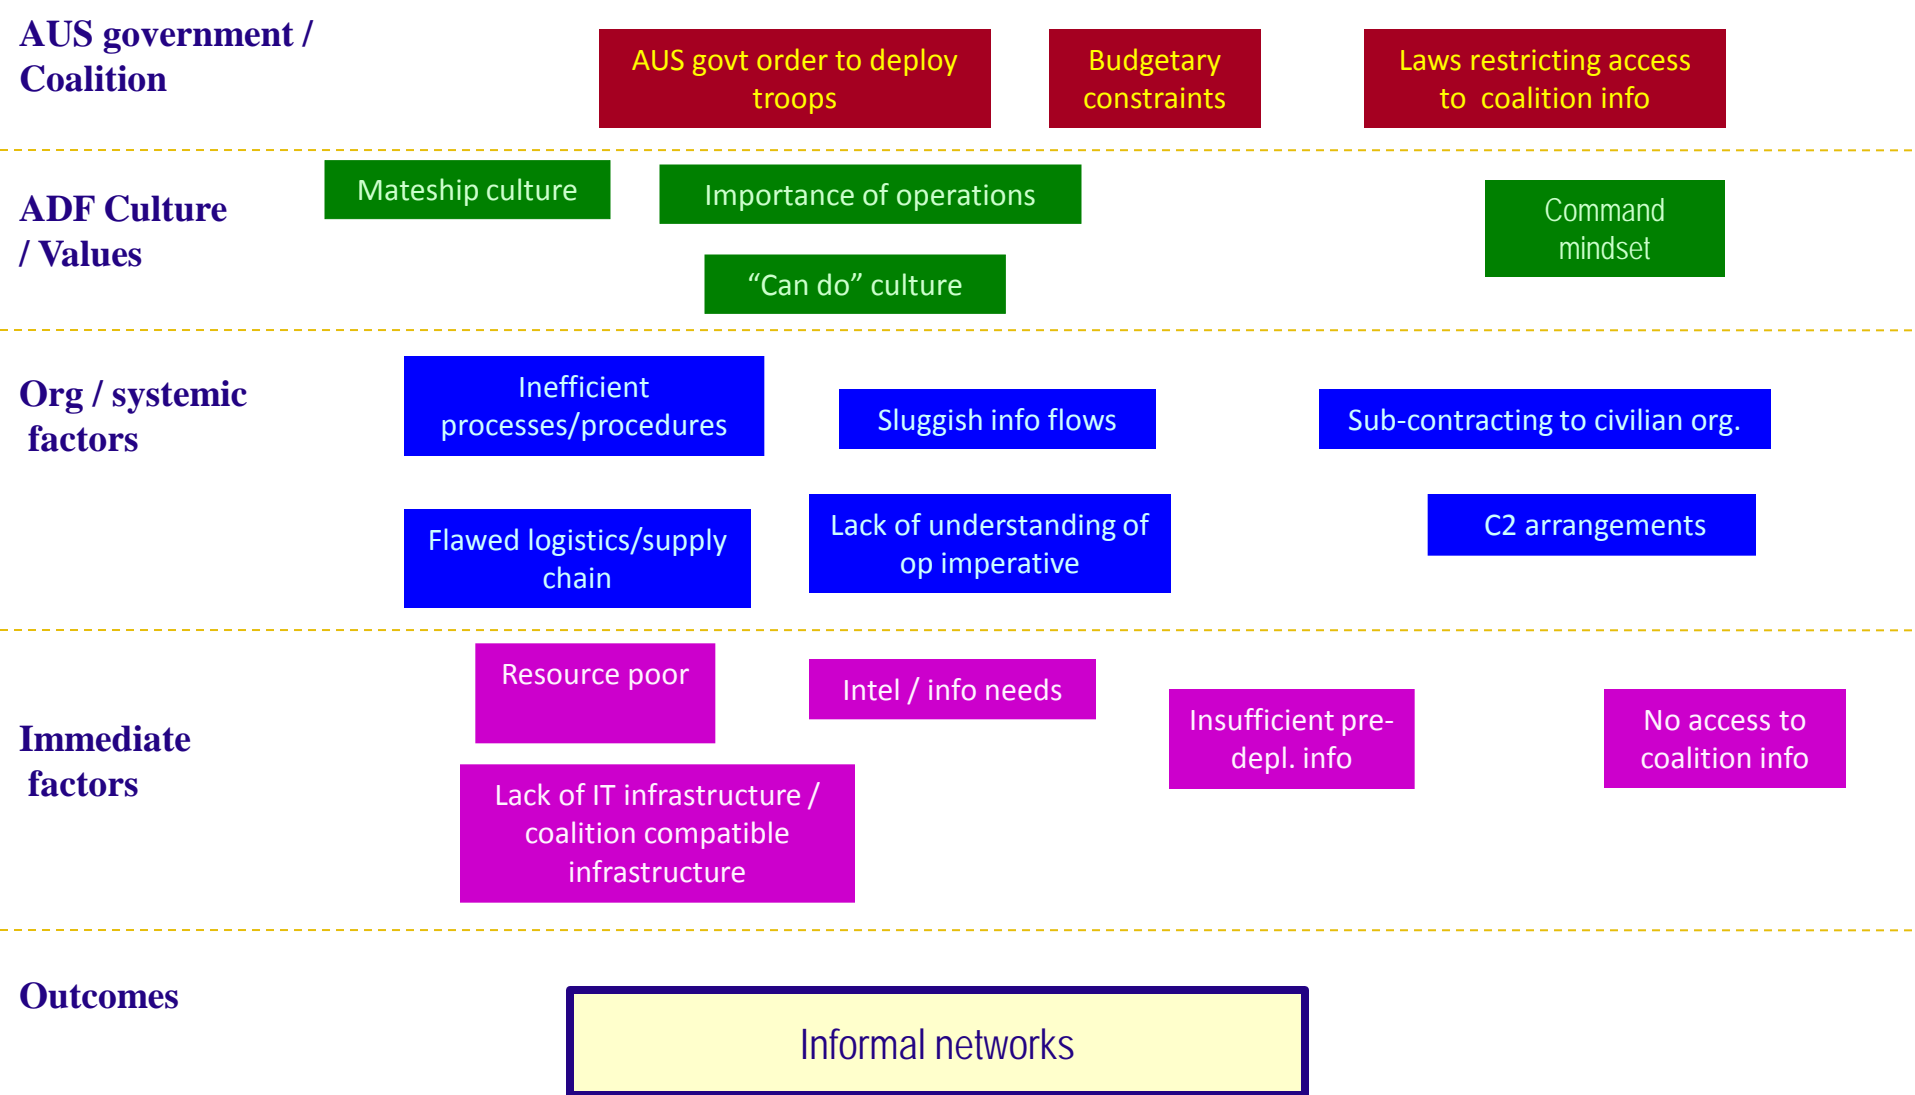 AUS government /
Coalition
AUS govt order to deploy
troops
Budgetary
constraints
Laws restricting access
to coalition info
ADF Culture
/ Values
Mateship culture
Importance of operations
“Can do” culture
Command
mindset
Org / systemic
factors
Inefficient
processes/procedures
Sluggish info flows
Sub-contracting to civilian org.
Flawed logistics/supply
chain
Lack of understanding of
op imperative
C2 arrangements
Immediate
factors
Resource poor
Intel / info needs
Insufficient pre-
depl. info
No access to
coalition info
Lack of IT infrastructure /
coalition compatible
infrastructure
Outcomes
Informal networks